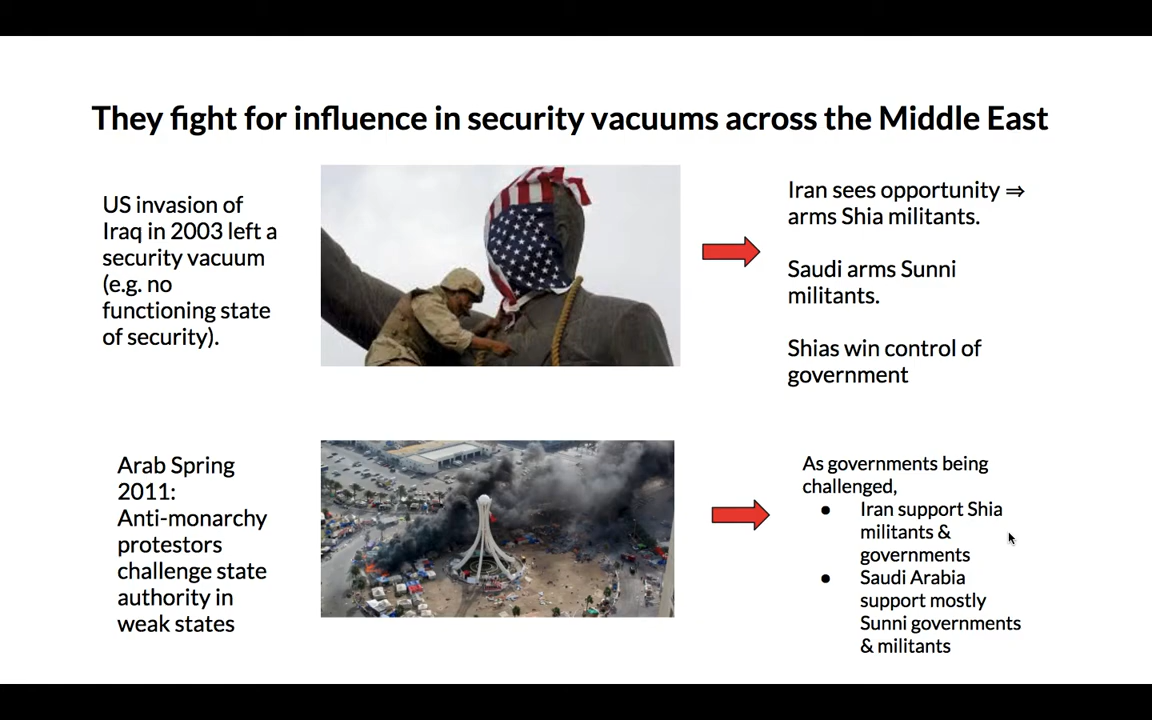 They fight for influence in security vacuums across the Middle East
US invasion of
Iraq in 2003 left a
security vacuum
(e.g. no
functioning state
of security).
Iran sees opportunity ⇒
arms Shia militants.
Saudi arms Sunni
militants.
Shias win control of
government
Arab Spring
2011:
Anti-monarchy
protestors
challenge state
authority in
weak states
As governments being
challenged,
● Iran support Shia
militants &
governments
● Saudi Arabia
support mostly
Sunni governments
& militants